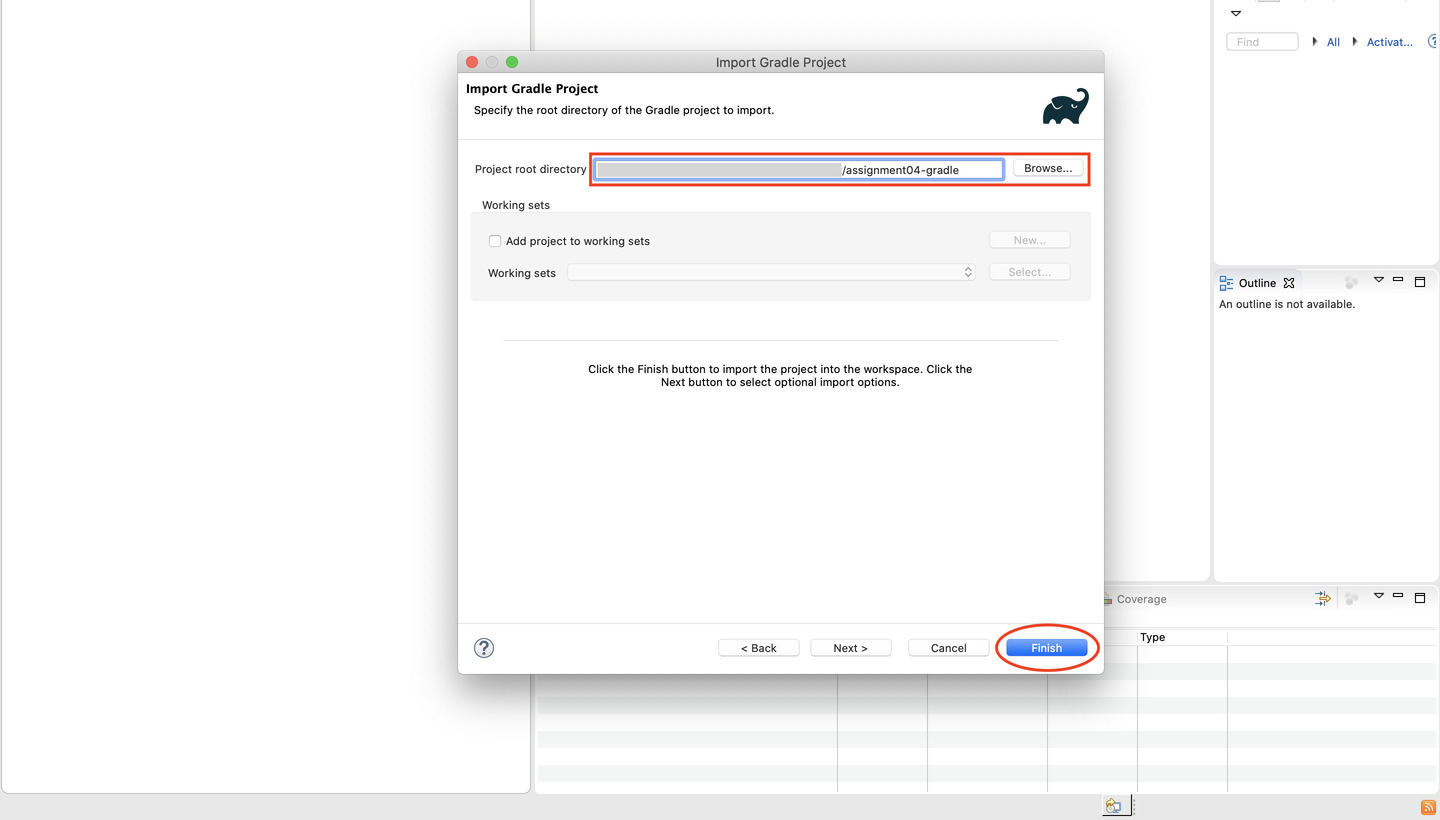 Import Gradle Project
Import Gradle Project
Specify the root directory of the Gradle project to import.
Project root directory /assignment04-gradle Browse...
Working sets
Add project to working sets New...
Working sets Select...
Click the Finish button to import the project into the workspace. Click the
Next button to select optional import options.
? < Back Next > Cancel Finish
Find All Activat... ?
Outline
An outline is not available.
Coverage
Type